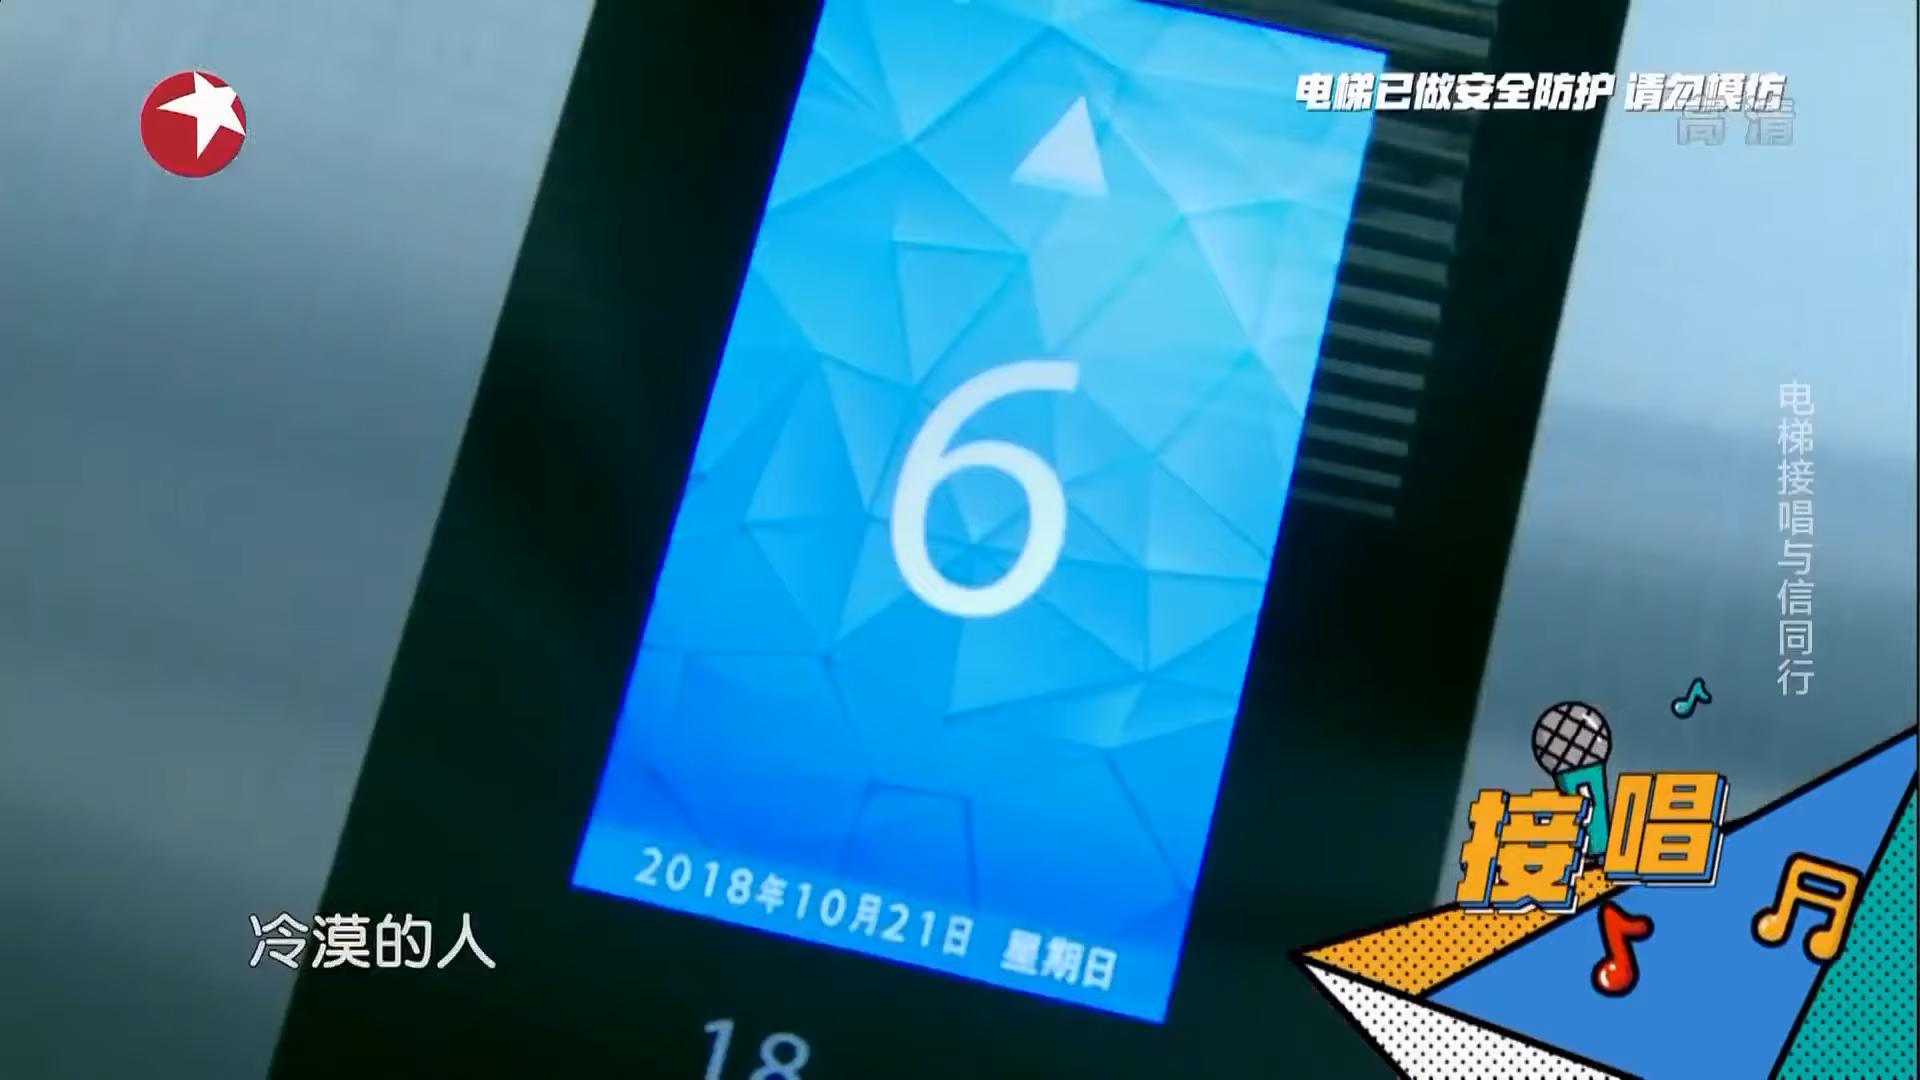 电梯已做安全防护 请勿模仿
高清
6
电梯接唱与信同行
接唱
2018年10月21日 星期日
冷漠的人
18